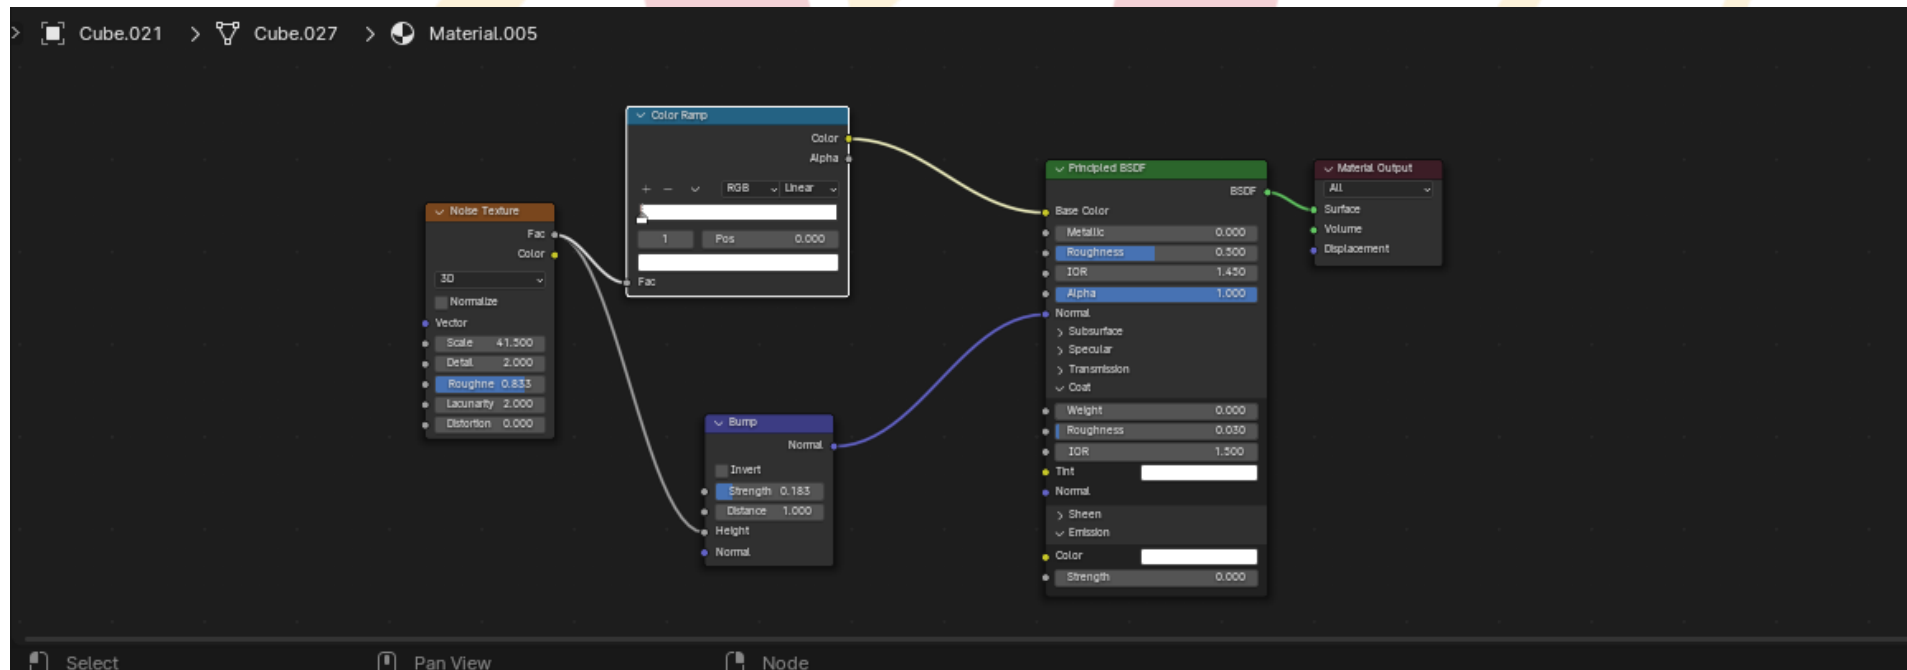 > Cube.021 > Cube.027 > Material.005
Color Ramp
Color
Alpha
+ − RGB Linear
1 Pos 0.000
Fac
Noise Texture
Fac
Color
3D
Normalize
Vector
Scale 41.500
Detail 2.000
Roughne 0.833
Lacunarity 2.000
Distortion 0.000
Bump
Normal
Invert
Strength 0.183
Distance 1.000
Height
Normal
Principled BSDF
BSDF
Base Color
Metallic 0.000
Roughness 0.500
IOR 1.450
Alpha 1.000
Normal
Subsurface
Specular
Transmission
Coat
Weight 0.000
Roughness 0.030
IOR 1.500
Tint
Normal
Sheen
Emission
Color
Strength 0.000
Material Output
All
Surface
Volume
Displacement
Select Pan View Node